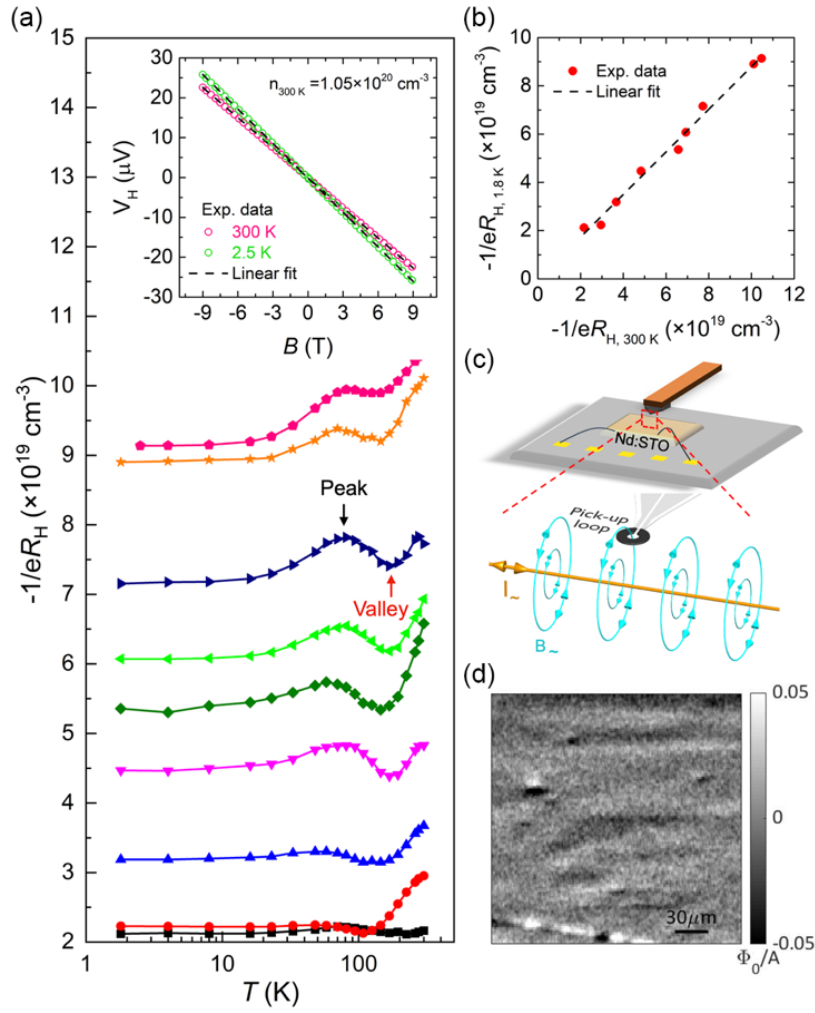 (a)
15
14
13
12
11
10
9
8
7
6
5
4
3
2
-1/eR_H (×10^19 cm^-3)
1
10
100
T (K)
Peak
Valley
30
20
10
0
-10
-20
-30
V_H (μV)
n_300 K =1.05×10^20 cm^-3
Exp. data
300 K
2.5 K
Linear fit
-9 -6 -3 0 3 6 9
B (T)
(b)
10
8
6
4
2
0
-1/eR_H, 1.8 K (×10^19 cm^-3)
Exp. data
Linear fit
0 2 4 6 8 10 12
-1/eR_H, 300 K (×10^19 cm^-3)
(c)
Nd:STO
Pick-up
loop
I~
B~
(d)
0.05
0
-0.05
Φ_0/A
30μm